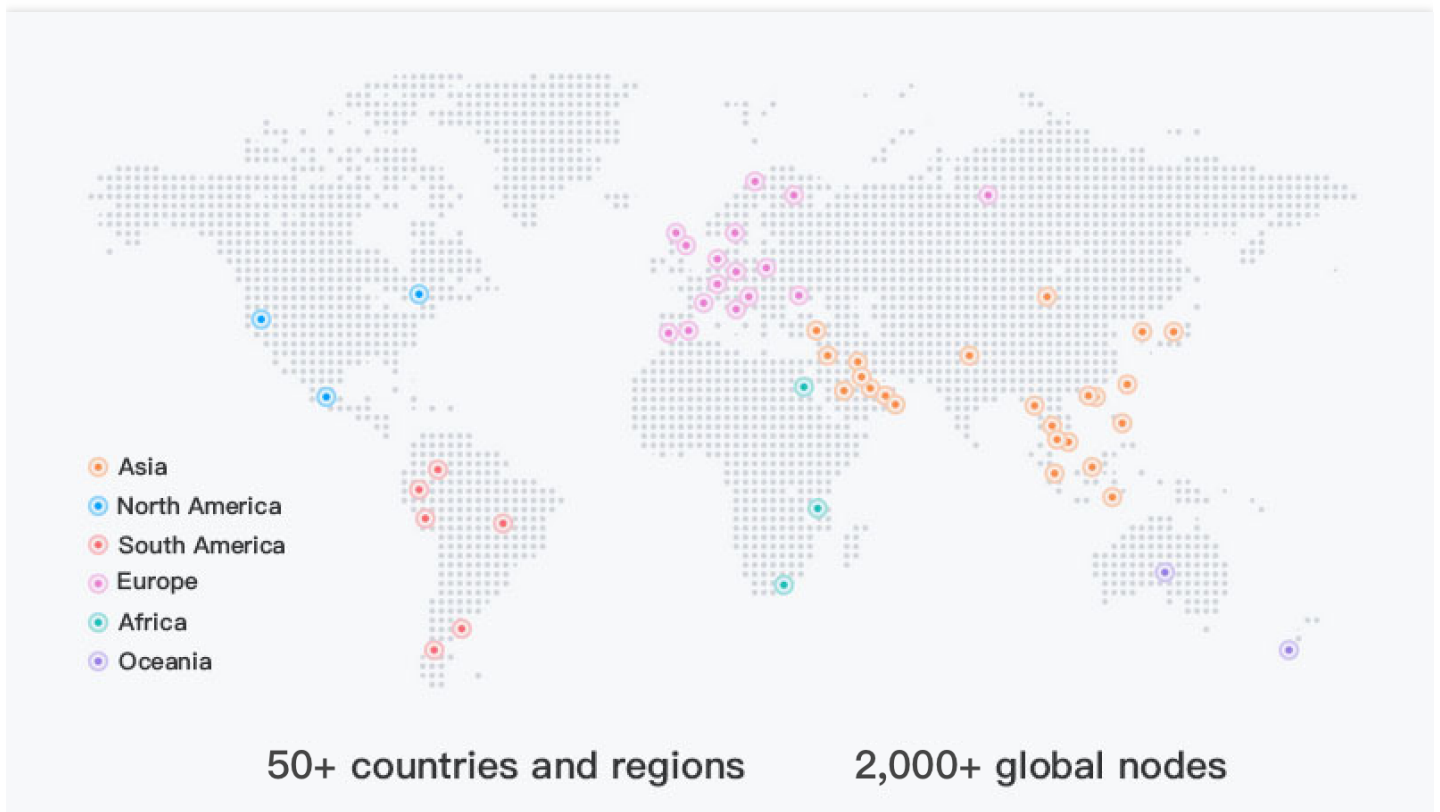 Asia
North America
South America
Europe
Africa
Oceania
50+ countries and regions
2,000+ global nodes